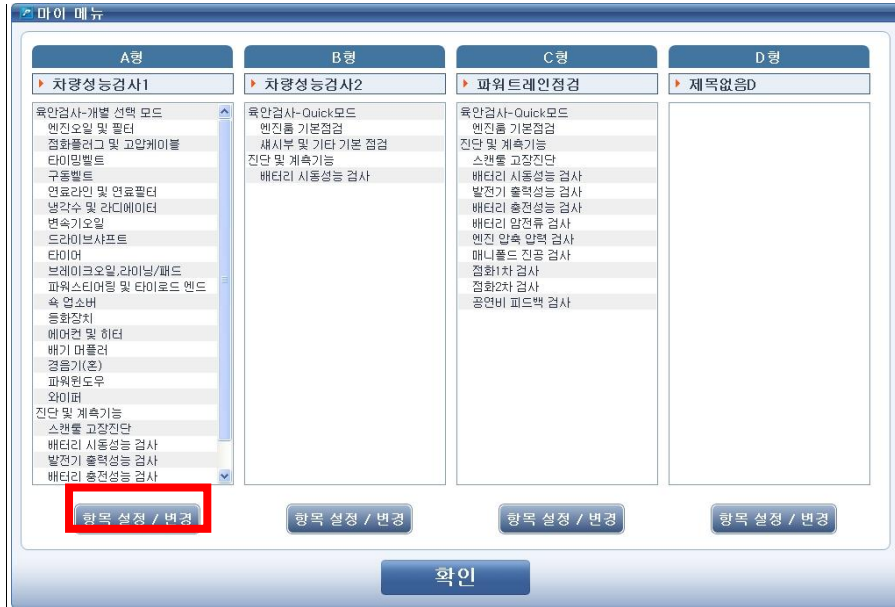 마이 메뉴
A형
차량성능검사1
육안검사-개별 선택 모드
엔진오일 및 필터
점화플러그 및 고압케이블
타이밍벨트
구동벨트
연료라인 및 연료필터
냉각수 및 라디에이터
변속기오일
드라이브샤프트
타이어
브레이크오일,라이닝/패드
파워스티어링 및 타이로드 엔드
쇽 업소버
등화장치
에어컨 및 히터
배기 머플러
경음기(혼)
파워윈도우
와이퍼
진단 및 계측기능
스캔툴 고장진단
배터리 시동성능 검사
발전기 출력성능 검사
배터리 충전성능 검사
항목 설정 / 변경
B형
차량성능검사2
육안검사-Quick모드
엔진룸 기본점검
섀시부 및 기타 기본 점검
진단 및 계측기능
배터리 시동성능 검사
항목 설정 / 변경
C형
파워트레인점검
육안검사-Quick모드
엔진룸 기본점검
진단 및 계측기능
스캔툴 고장진단
배터리 시동성능 검사
발전기 출력성능 검사
배터리 충전성능 검사
배터리 암전류 검사
엔진 압축 압력 검사
매니폴드 진공 검사
점화1차 검사
점화2차 검사
공연비 피드백 검사
항목 설정 / 변경
D형
제목없음D
항목 설정 / 변경
확인